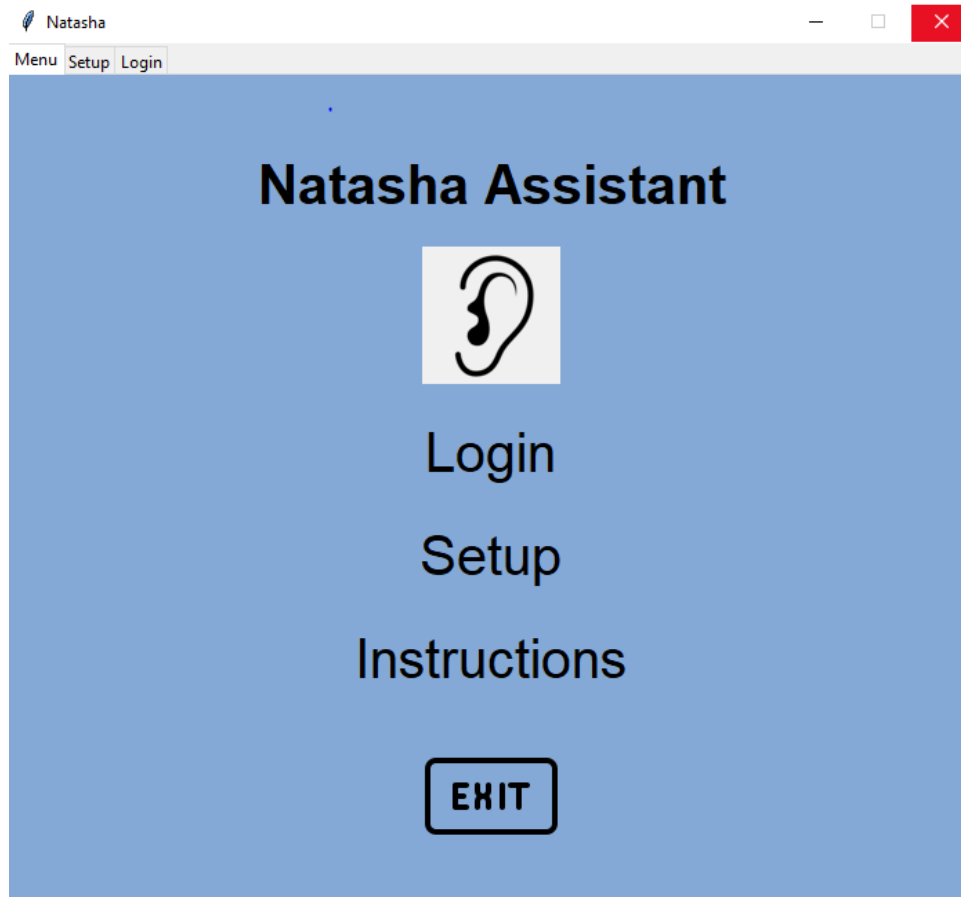 Natasha
Menu Setup Login
Natasha Assistant
Login
Setup
Instructions
EXIT